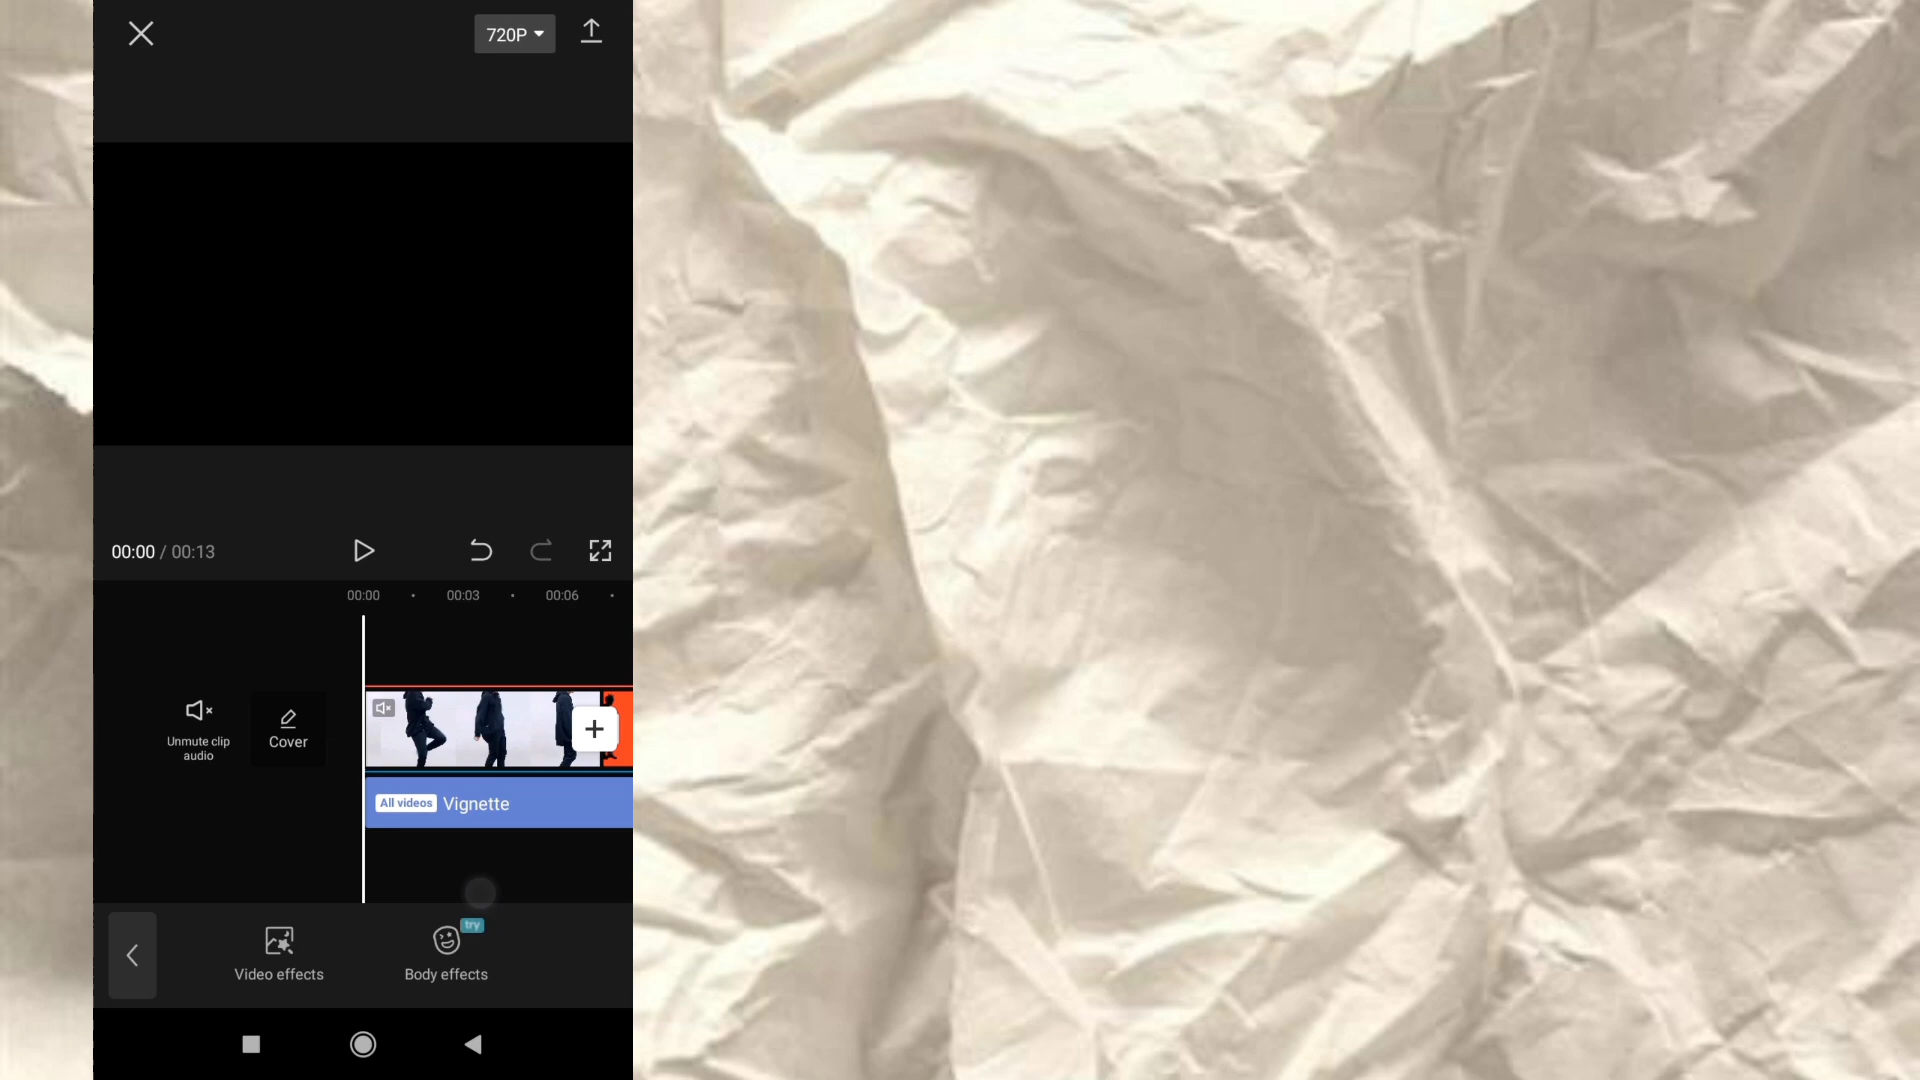 720P
00:00 / 00:13
00:00 00:03 00:06
Unmute clip
audio
Cover
All videos Vignette
try
Video effects
Body effects